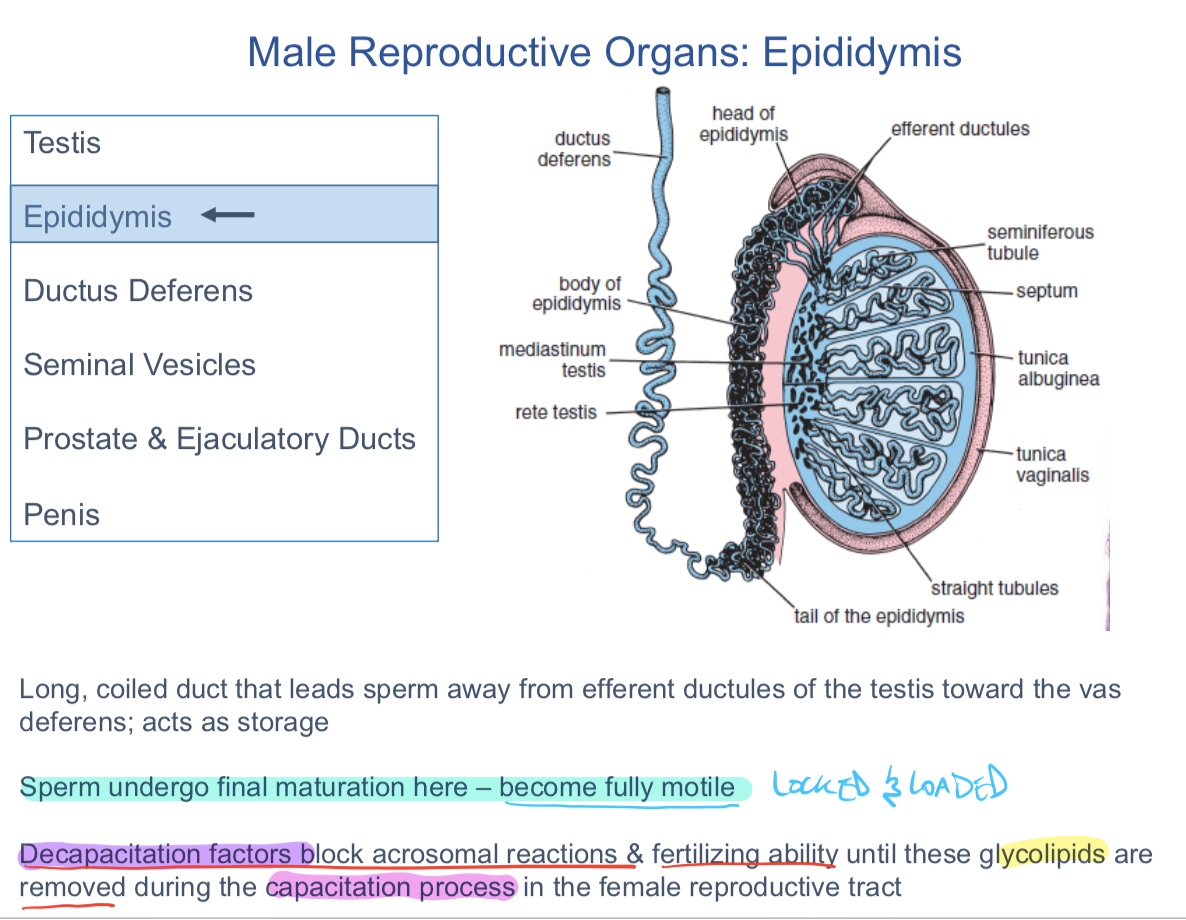 Male Reproductive Organs: Epididymis
Testis
Epididymis
Ductus Deferens
Seminal Vesicles
Prostate & Ejaculatory Ducts
Penis
ductus
deferens
head of
epididymis
efferent ductules
seminiferous
tubule
septum
body of
epididymis
mediastinum
testis
rete testis
tunica
albuginea
tunica
vaginalis
straight tubules
tail of the epididymis
Long, coiled duct that leads sperm away from efferent ductules of the testis toward the vas
deferens; acts as storage
Sperm undergo final maturation here – become fully motile LOCKED & LOADED
Decapacitation factors block acrosomal reactions & fertilizing ability until these glycolipids are
removed during the capacitation process in the female reproductive tract